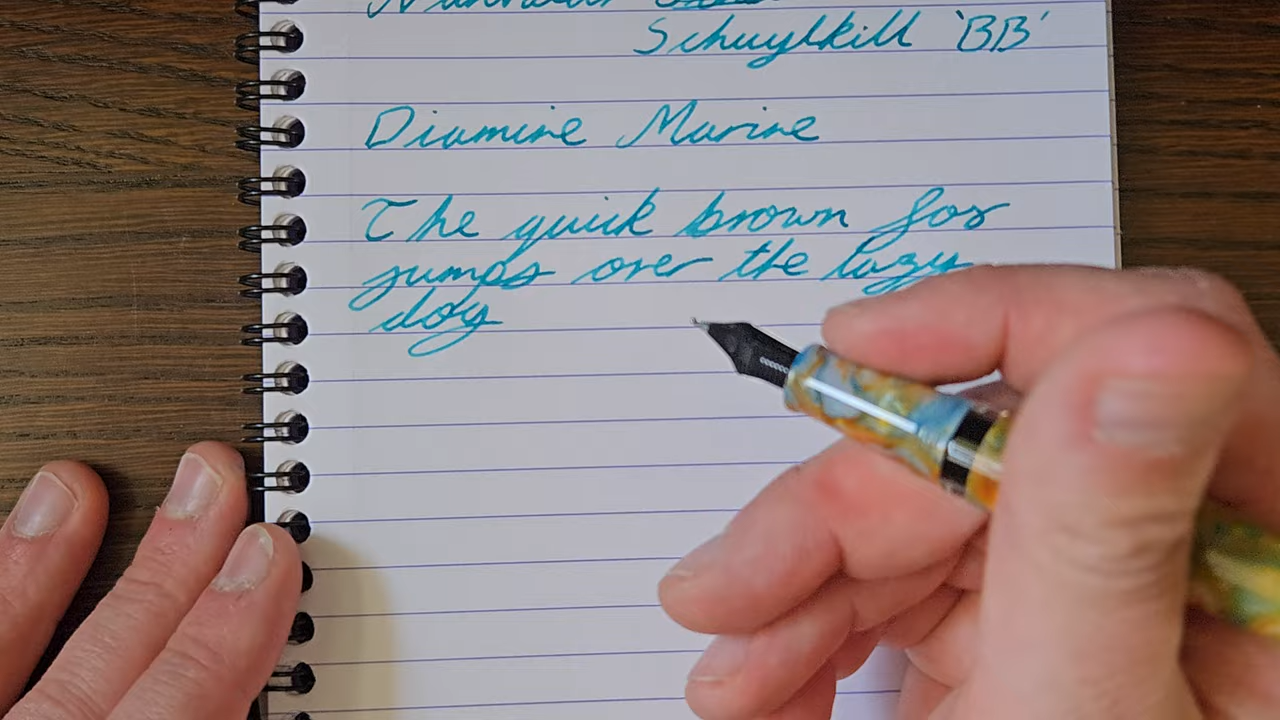 Schuylkill 'BB'
Diamine Marine
The quick brown fox
jumps over the lazy
dog